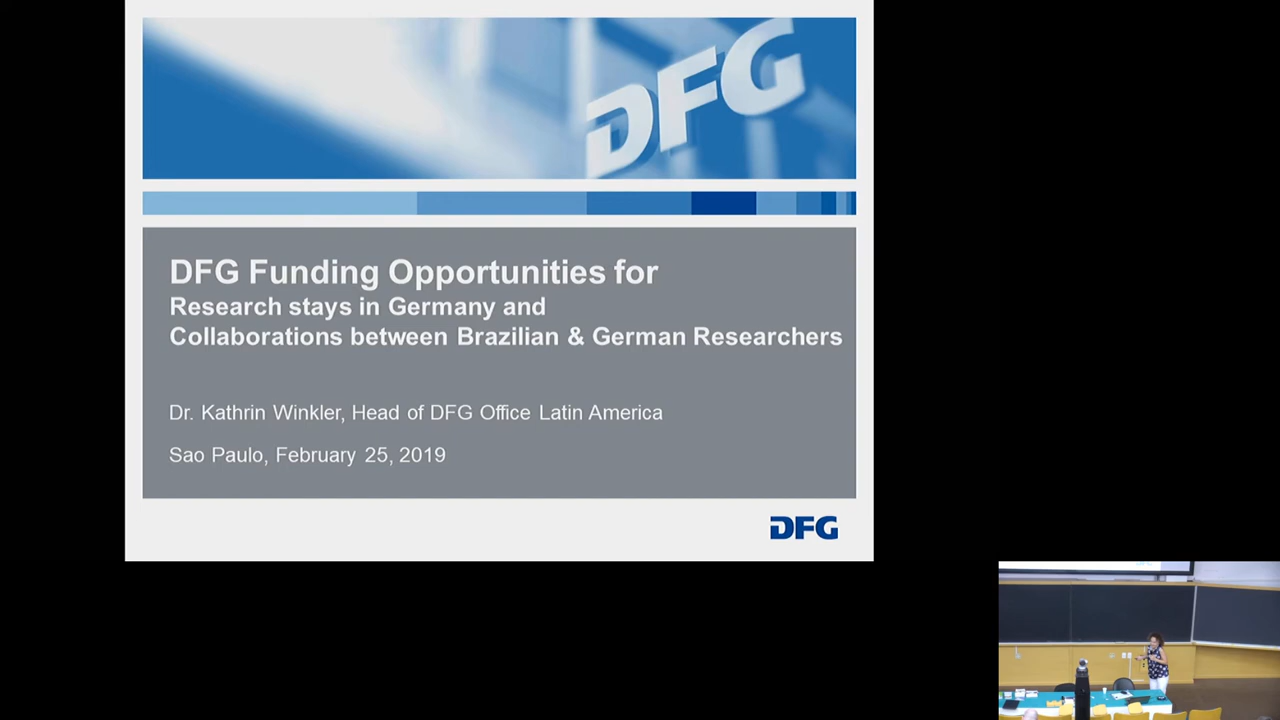 DFG
DFG Funding Opportunities for
Research stays in Germany and
Collaborations between Brazilian & German Researchers
Dr. Kathrin Winkler, Head of DFG Office Latin America
Sao Paulo, February 25, 2019
DFG